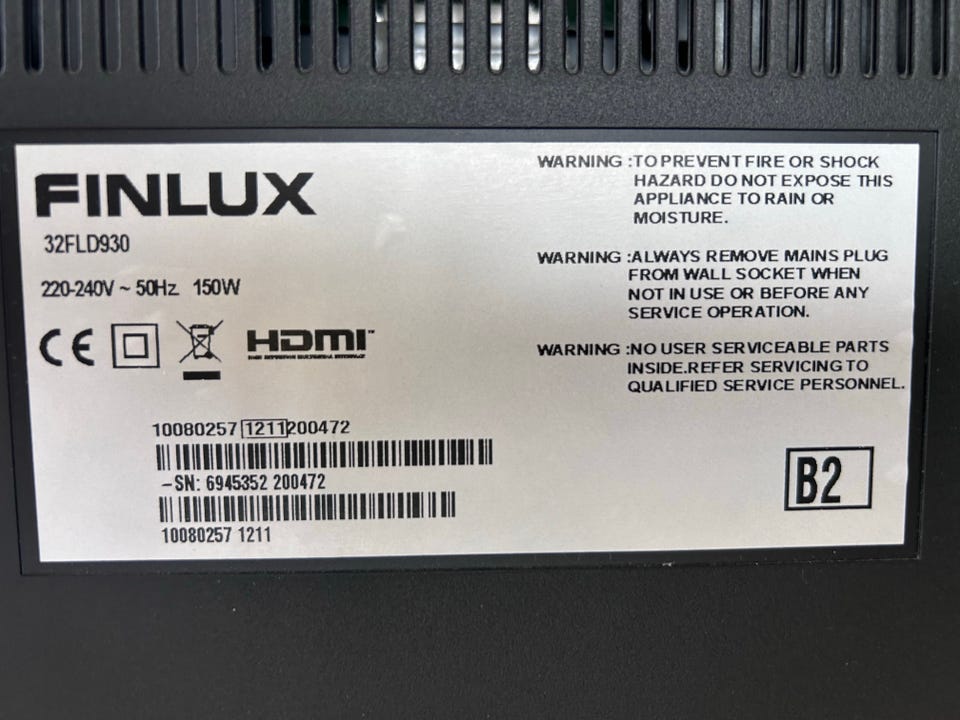 FINLUX
32FLD930
220-240V ~ 50Hz. 150W
CE
HDMI™
10080257 1211 200472
-SN: 6945352 200472
10080257 1211
WARNING :TO PREVENT FIRE OR SHOCK
HAZARD DO NOT EXPOSE THIS
APPLIANCE TO RAIN OR
MOISTURE.
WARNING :ALWAYS REMOVE MAINS PLUG
FROM WALL SOCKET WHEN
NOT IN USE OR BEFORE ANY
SERVICE OPERATION.
WARNING :NO USER SERVICEABLE PARTS
INSIDE.REFER SERVICING TO
QUALIFIED SERVICE PERSONNEL.
B2